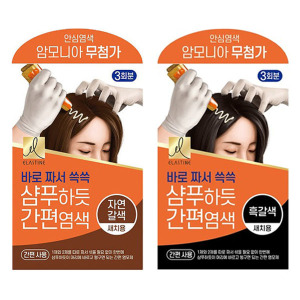 안심염색
암모니아 무첨가
3회분
ELASTINE
바로 짜서 쓱쓱
샴푸하듯
간편염색
자연
갈색
새치용
간편 사용
안심염색
암모니아 무첨가
3회분
ELASTINE
바로 짜서 쓱쓱
샴푸하듯
간편염색
흑갈색
새치용
간편 사용